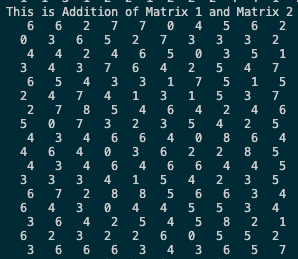 This is Addition of Matrix 1 and Matrix 2
6 6 2 7 7 0 4 5 6 2
0 3 6 5 7 3 3 3 2
4 4 2 4 6 5 0 3 5 1
3 4 3 7 6 4 2 5 4 7
6 5 4 3 3 1 7 5 1 5
2 4 7 4 1 3 1 5 3 7
2 7 8 5 4 6 4 2 4 6
5 0 7 3 2 3 5 4 2 5
4 3 4 6 6 4 0 8 6 4
4 6 4 0 3 6 2 2 8 5
4 3 4 6 4 6 6 4 4 5
3 3 3 4 1 5 4 2 3 5
6 7 2 8 8 5 6 6 3 4
6 4 3 0 4 4 5 5 3 4
3 6 4 2 5 4 5 8 2 1
6 2 3 2 2 6 0 5 5 2
3 6 6 6 3 4 3 6 5 7